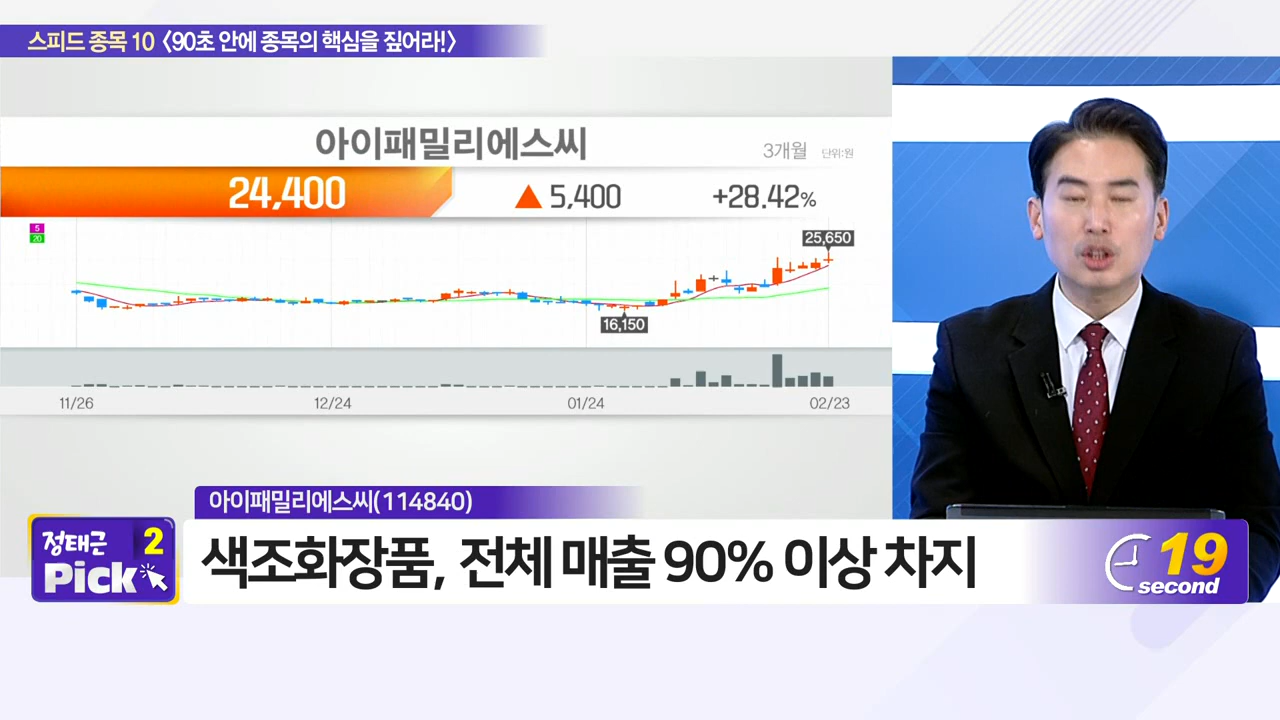 스피드 종목 10 <90초 안에 종목의 핵심을 짚어라!>
아이패밀리에스씨
3개월 단위:원
24,400 ▲ 5,400 +28.42%
5
20
25,650
16,150
11/26 12/24 01/24 02/23
아이패밀리에스씨(114840)
정태근 2
Pick
색조화장품, 전체 매출 90% 이상 차지
19
second